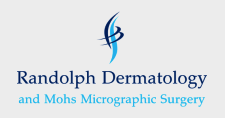 Randolph Dermatology
and Mohs Micrographic Surgery